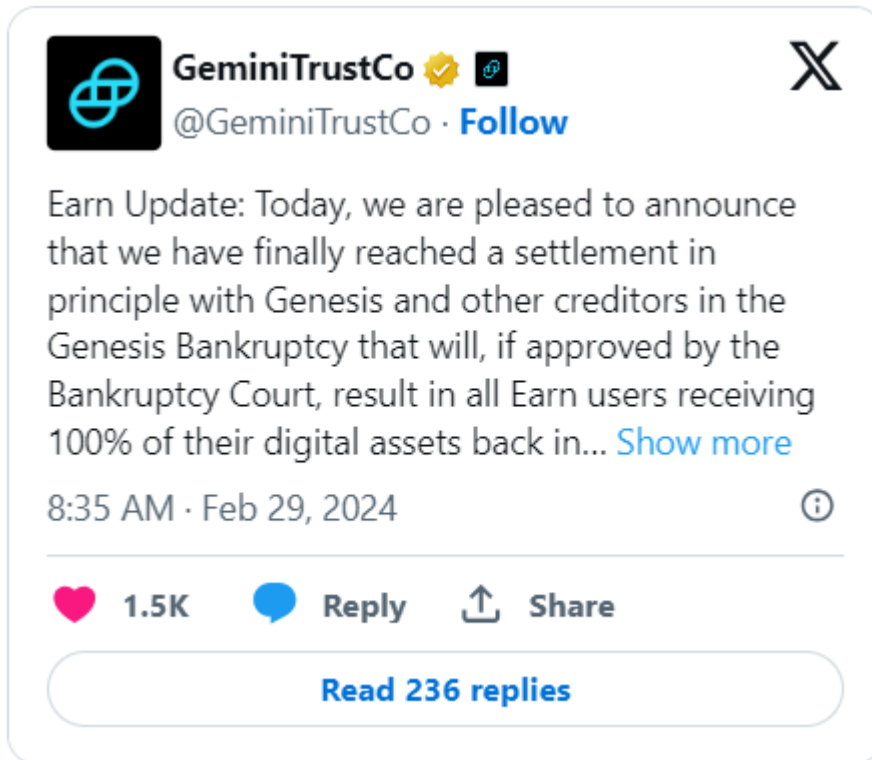 GeminiTrustCo
@GeminiTrustCo · Follow
Earn Update: Today, we are pleased to announce
that we have finally reached a settlement in
principle with Genesis and other creditors in the
Genesis Bankruptcy that will, if approved by the
Bankruptcy Court, result in all Earn users receiving
100% of their digital assets back in... Show more
8:35 AM · Feb 29, 2024
1.5K Reply Share
Read 236 replies